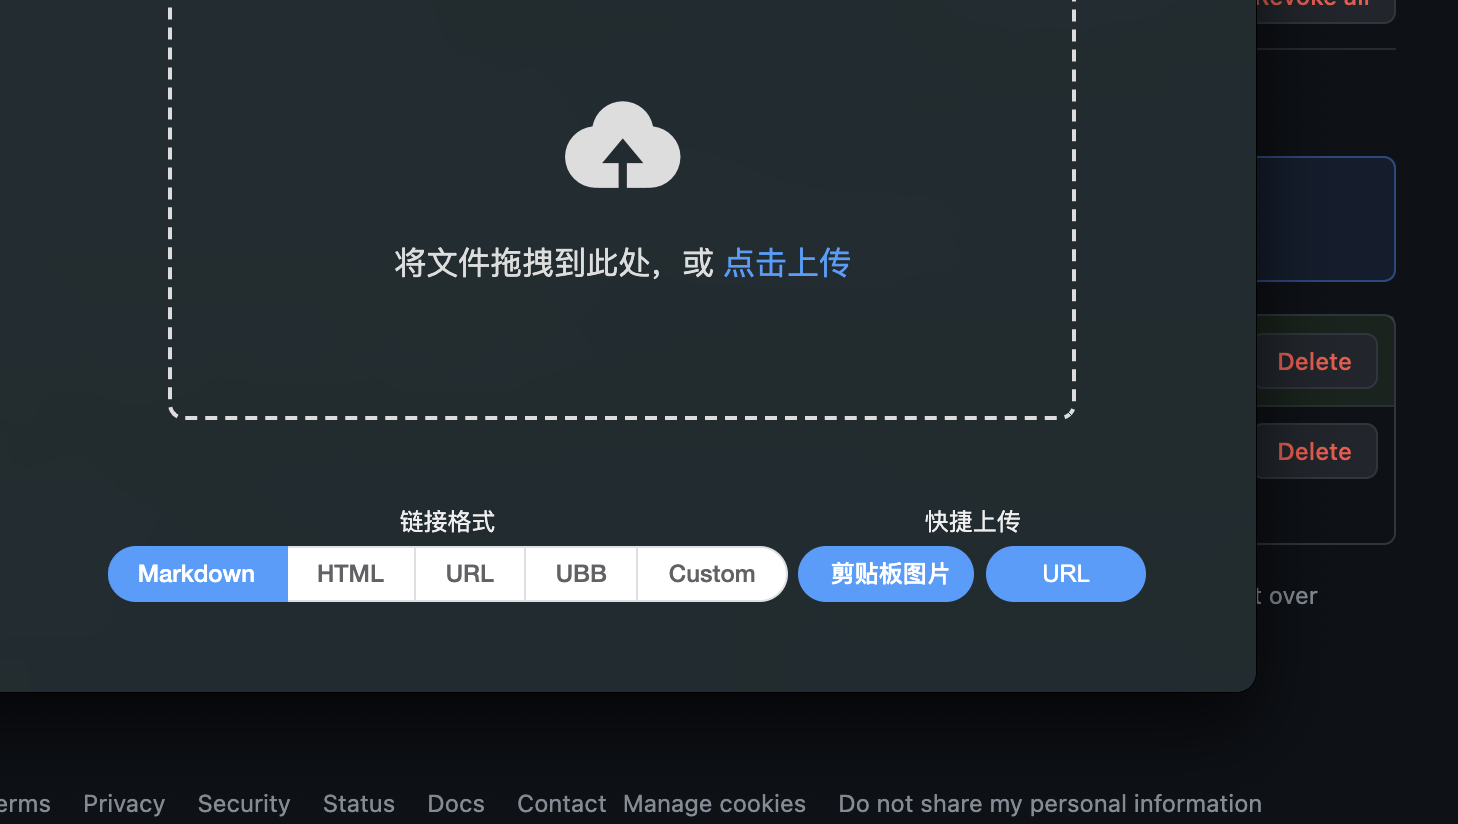 Revoke all
将文件拖拽到此处，或 点击上传
Delete
Delete
链接格式
快捷上传
Markdown HTML URL UBB Custom 剪贴板图片 URL
over
Privacy Security Status Docs Contact Manage cookies Do not share my personal information